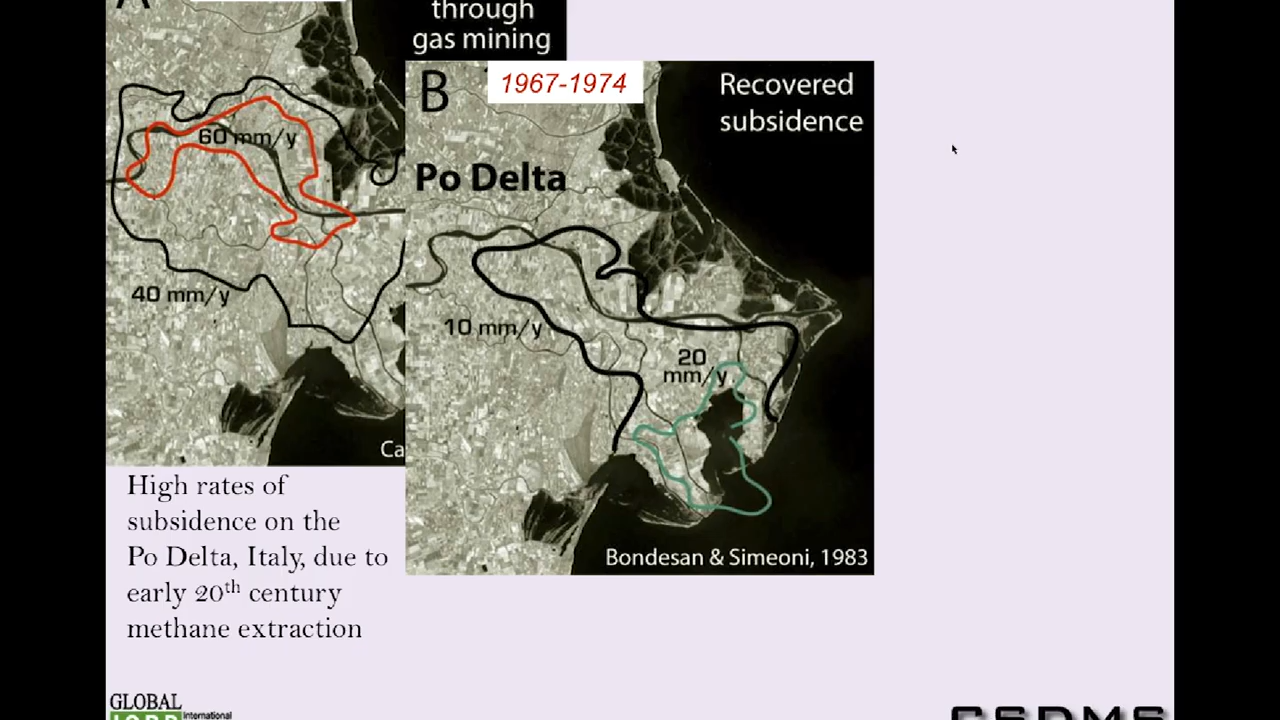 A
through
gas mining
60 mm/y
40 mm/y
Ca
B
1967-1974
Recovered
subsidence
Po Delta
10 mm/y
20
mm/y
Bondesan & Simeoni, 1983
High rates of
subsidence on the
Po Delta, Italy, due to
early 20th century
methane extraction
GLOBAL
International
CSDMS